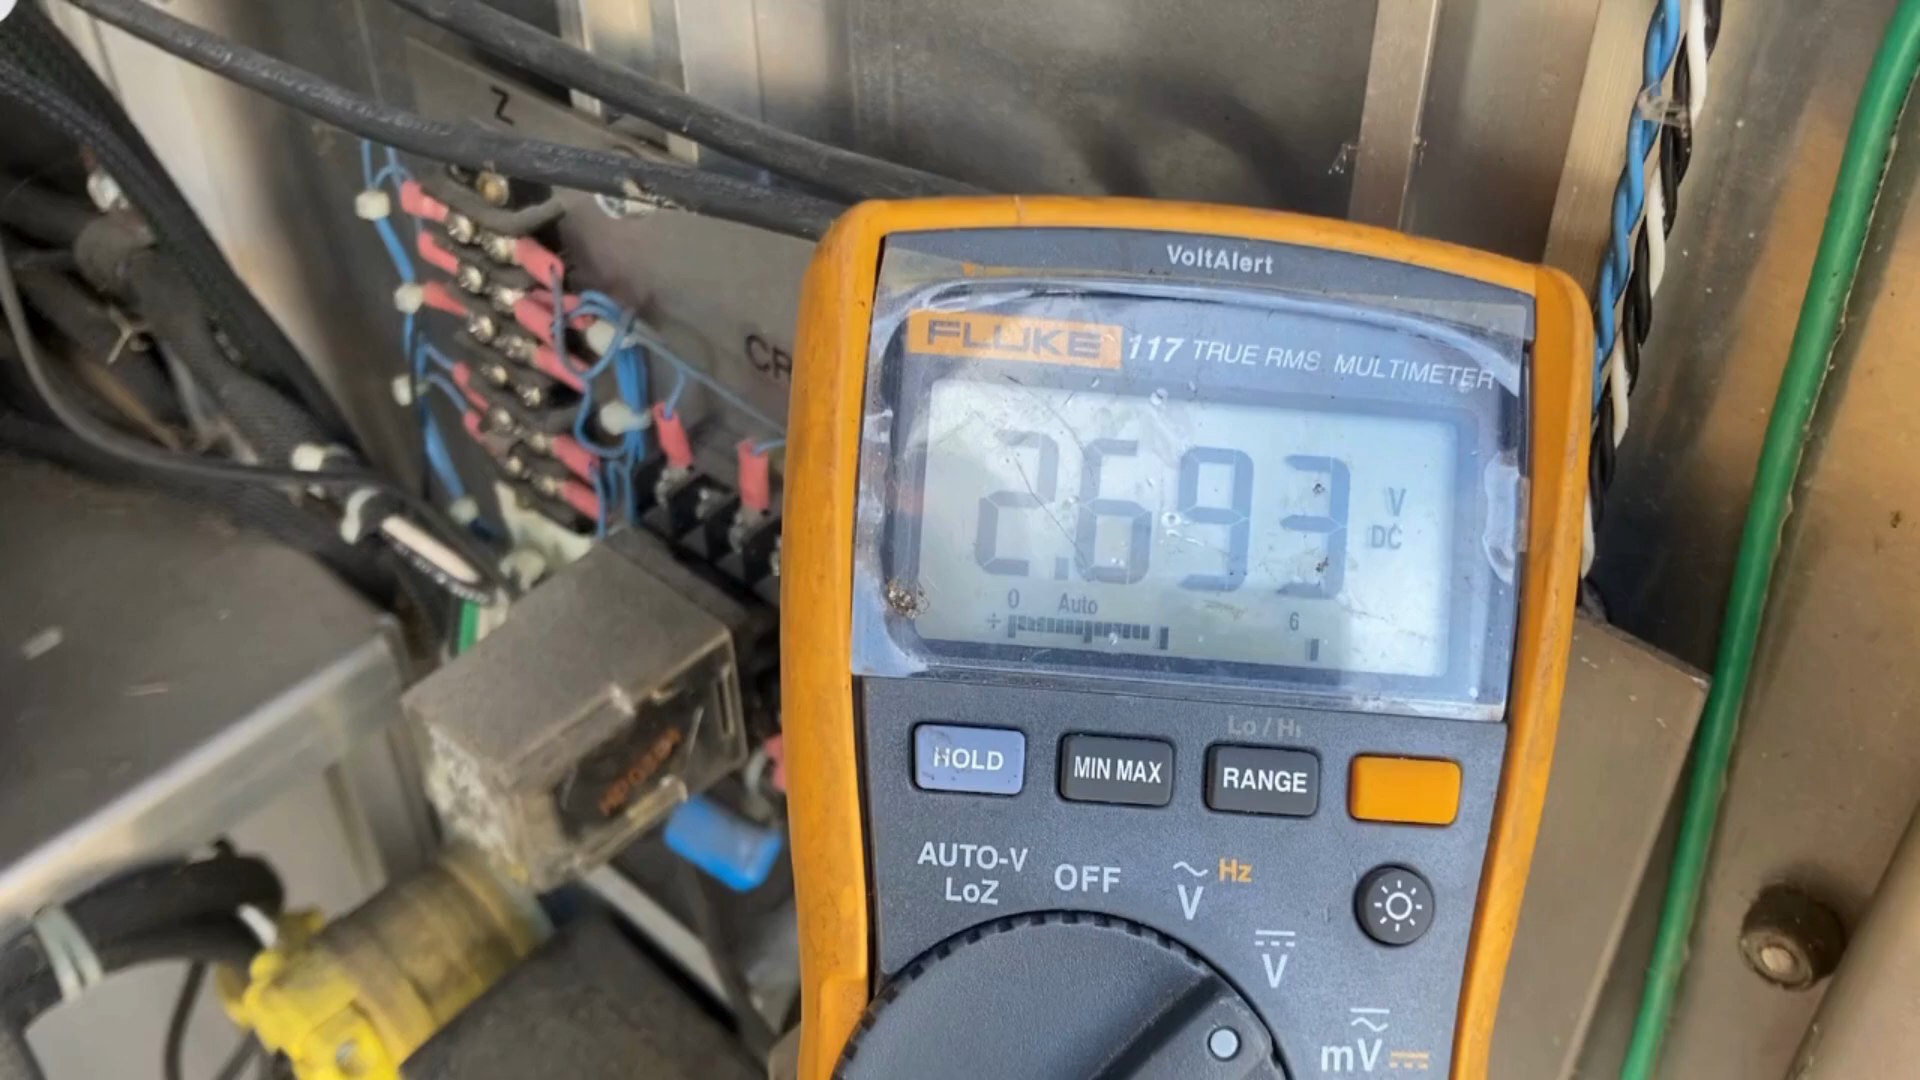 Z
CR
VoltAlert
FLUKE 117 TRUE RMS MULTIMETER
2.693 V DC
0 Auto 6
Lo / Hi
HOLD MIN MAX RANGE
AUTO-V LoZ
OFF
V Hz
V
mV